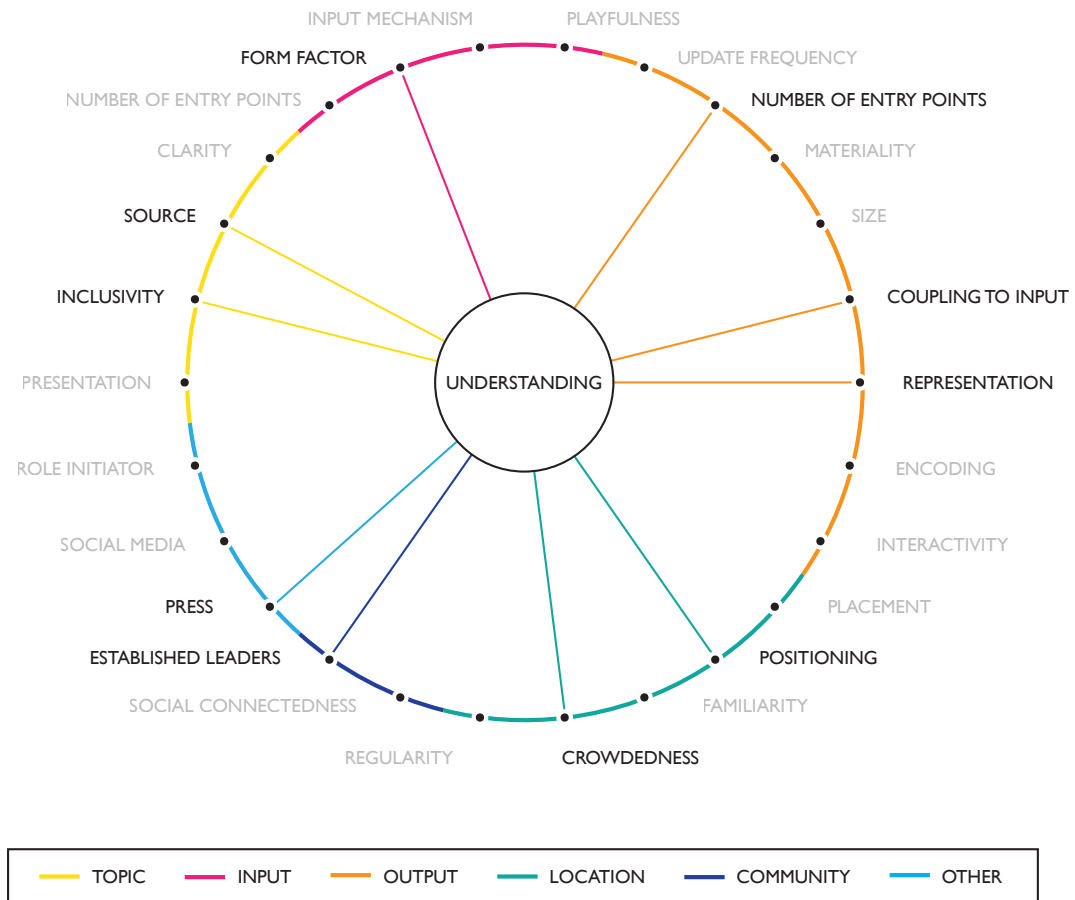 INPUT MECHANISM
PLAYFULNESS
FORM FACTOR
UPDATE FREQUENCY
NUMBER OF ENTRY POINTS
NUMBER OF ENTRY POINTS
CLARITY
MATERIALITY
SOURCE
SIZE
INCLUSIVITY
COUPLING TO INPUT
PRESENTATION
UNDERSTANDING
REPRESENTATION
ROLE INITIATOR
ENCODING
SOCIAL MEDIA
INTERACTIVITY
PRESS
PLACEMENT
ESTABLISHED LEADERS
POSITIONING
SOCIAL CONNECTEDNESS
FAMILIARITY
REGULARITY
CROWDEDNESS
TOPIC
INPUT
OUTPUT
LOCATION
COMMUNITY
OTHER